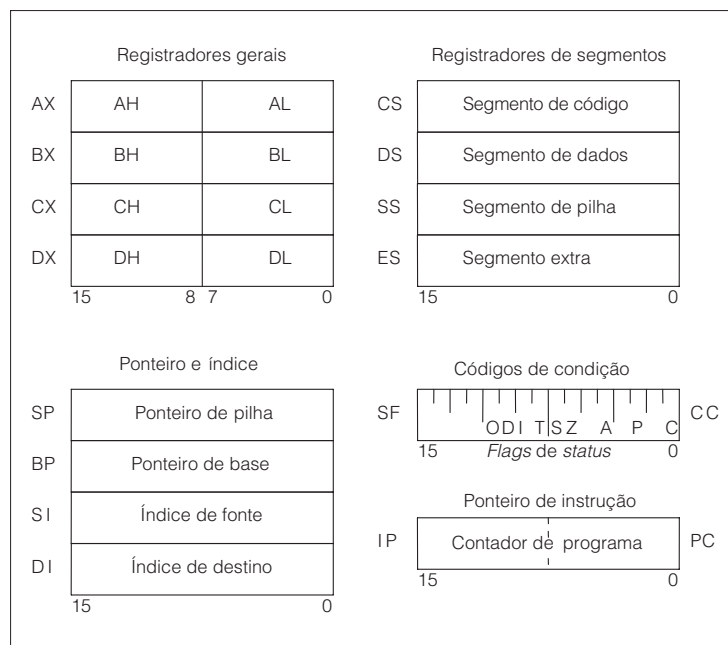 Registradores gerais
AX AH AL
BX BH BL
CX CH CL
DX DH DL
15 8 7 0
Registradores de segmentos
CS Segmento de código
DS Segmento de dados
SS Segmento de pilha
ES Segmento extra
15 0
Ponteiro e índice
SP Ponteiro de pilha
BP Ponteiro de base
SI Índice de fonte
DI Índice de destino
15 0
Códigos de condição
SF O D I T S Z A P C CC
15 Flags de status 0
Ponteiro de instrução
IP Contador de programa PC
15 0